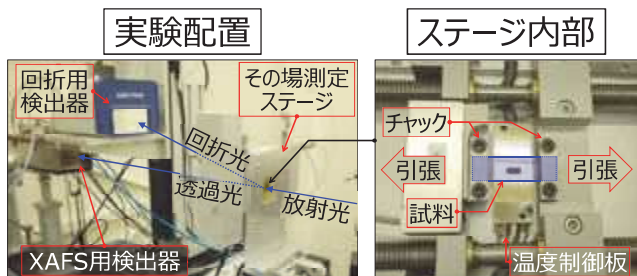 実験配置
ステージ内部
回折用
検出器
その場測定
ステージ
回折光
透過光
放射光
XAFS用検出器
チャック
引張
引張
試料
温度制御板